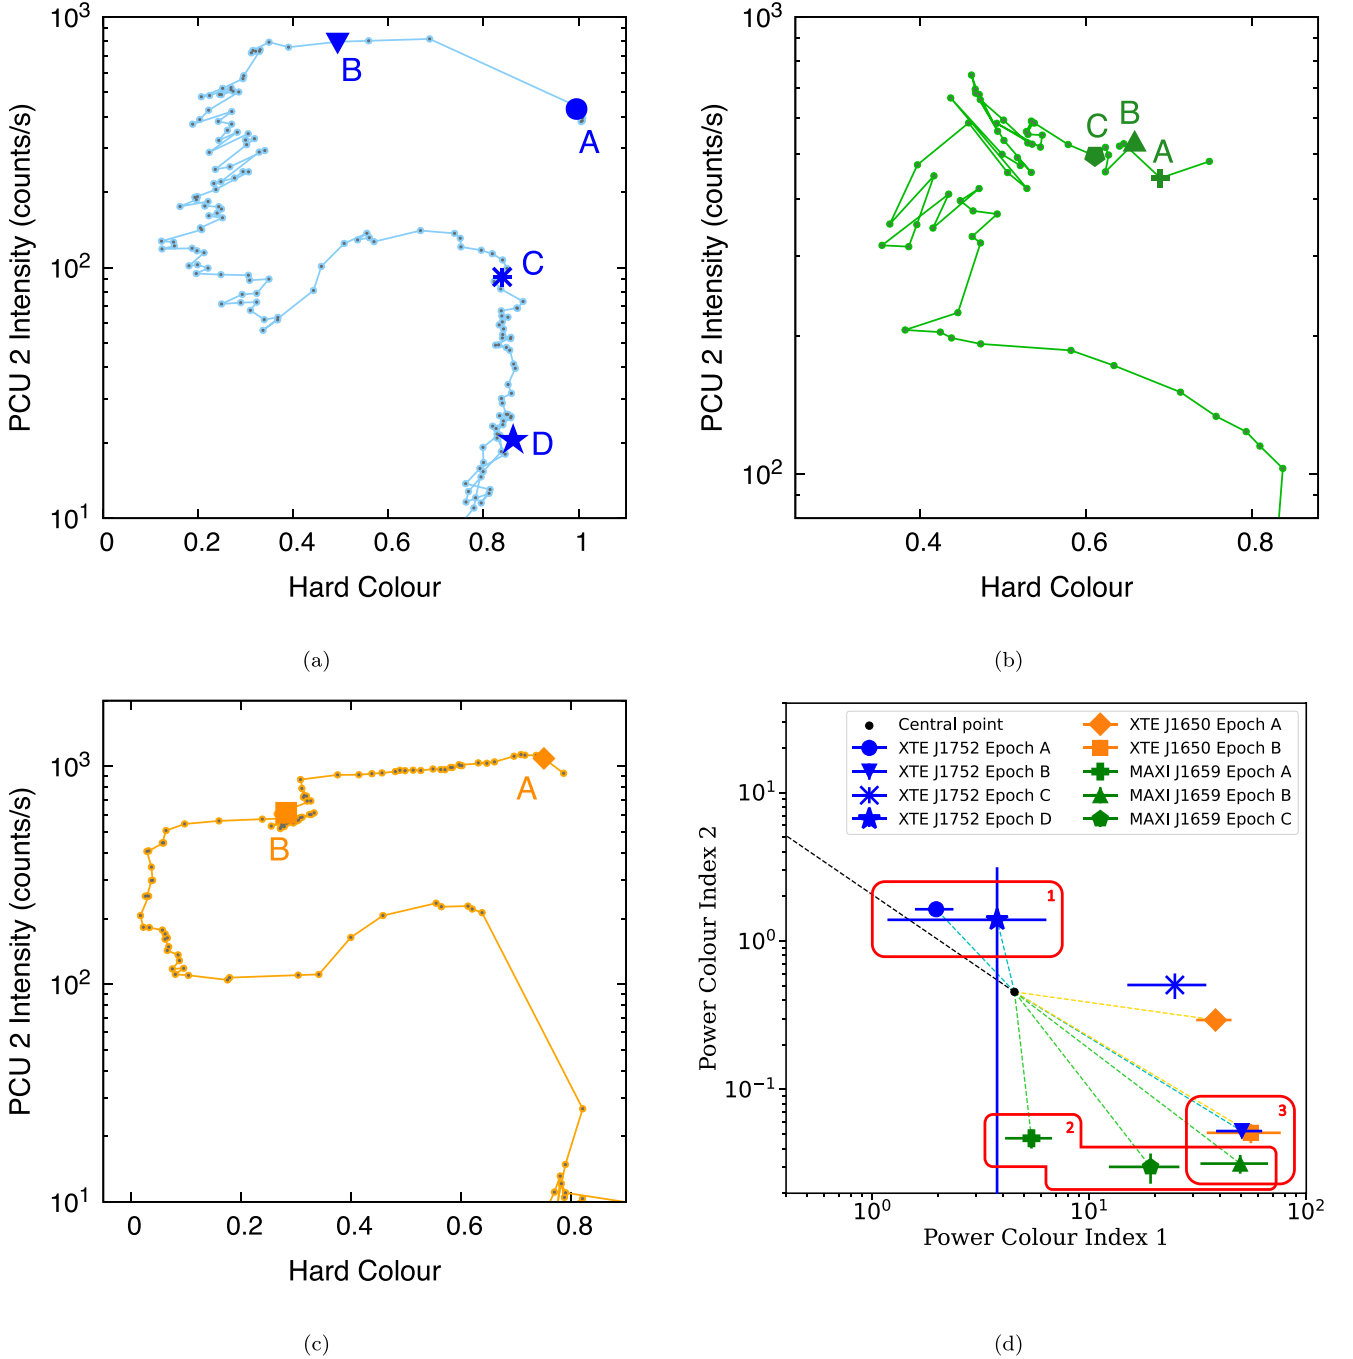 10³
10²
10¹
PCU 2 Intensity (counts/s)
0 0.2 0.4 0.6 0.8 1
Hard Colour
A
B
C
D
(a)
10³
10²
PCU 2 Intensity (counts/s)
0.4 0.6 0.8
Hard Colour
C
B
A
(b)
10³
10²
10¹
PCU 2 Intensity (counts/s)
0 0.2 0.4 0.6 0.8
Hard Colour
A
B
(c)
Central point
XTE J1752 Epoch A
XTE J1752 Epoch B
XTE J1752 Epoch C
XTE J1752 Epoch D
XTE J1650 Epoch A
XTE J1650 Epoch B
MAXI J1659 Epoch A
MAXI J1659 Epoch B
MAXI J1659 Epoch C
10¹
10⁰
10⁻¹
Power Colour Index 2
1
2
3
10⁰ 10¹ 10²
Power Colour Index 1
(d)